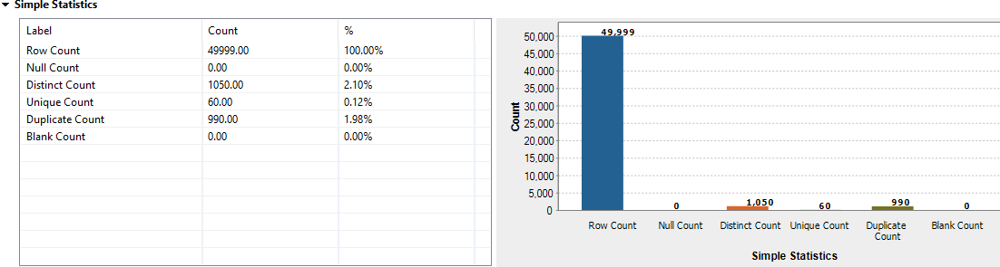 Simple Statistics
Label Count %
Row Count 49999.00 100.00%
Null Count 0.00 0.00%
Distinct Count 1050.00 2.10%
Unique Count 60.00 0.12%
Duplicate Count 990.00 1.98%
Blank Count 0.00 0.00%
Count
50,000
45,000
40,000
35,000
30,000
25,000
20,000
15,000
10,000
5,000
0
49,999
0
1,050
60
990
0
Row Count
Null Count
Distinct Count
Unique Count
Duplicate
Count
Blank Count
Simple Statistics